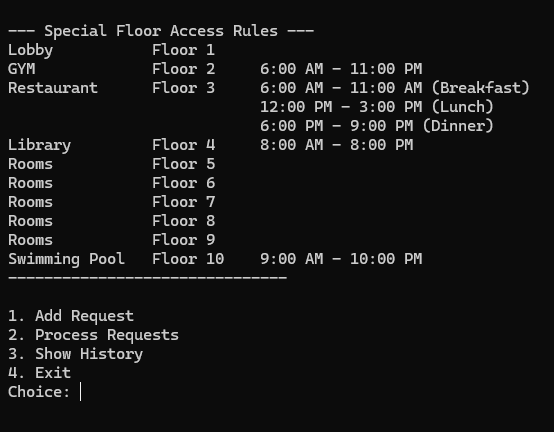 --- Special Floor Access Rules ---
Lobby           Floor 1
GYM             Floor 2     6:00 AM - 11:00 PM
Restaurant      Floor 3     6:00 AM - 11:00 AM (Breakfast)
                            12:00 PM - 3:00 PM (Lunch)
                            6:00 PM - 9:00 PM (Dinner)
Library         Floor 4     8:00 AM - 8:00 PM
Rooms           Floor 5
Rooms           Floor 6
Rooms           Floor 7
Rooms           Floor 8
Rooms           Floor 9
Swimming Pool   Floor 10    9:00 AM - 10:00 PM
-------------------------------
1. Add Request
2. Process Requests
3. Show History
4. Exit
Choice: